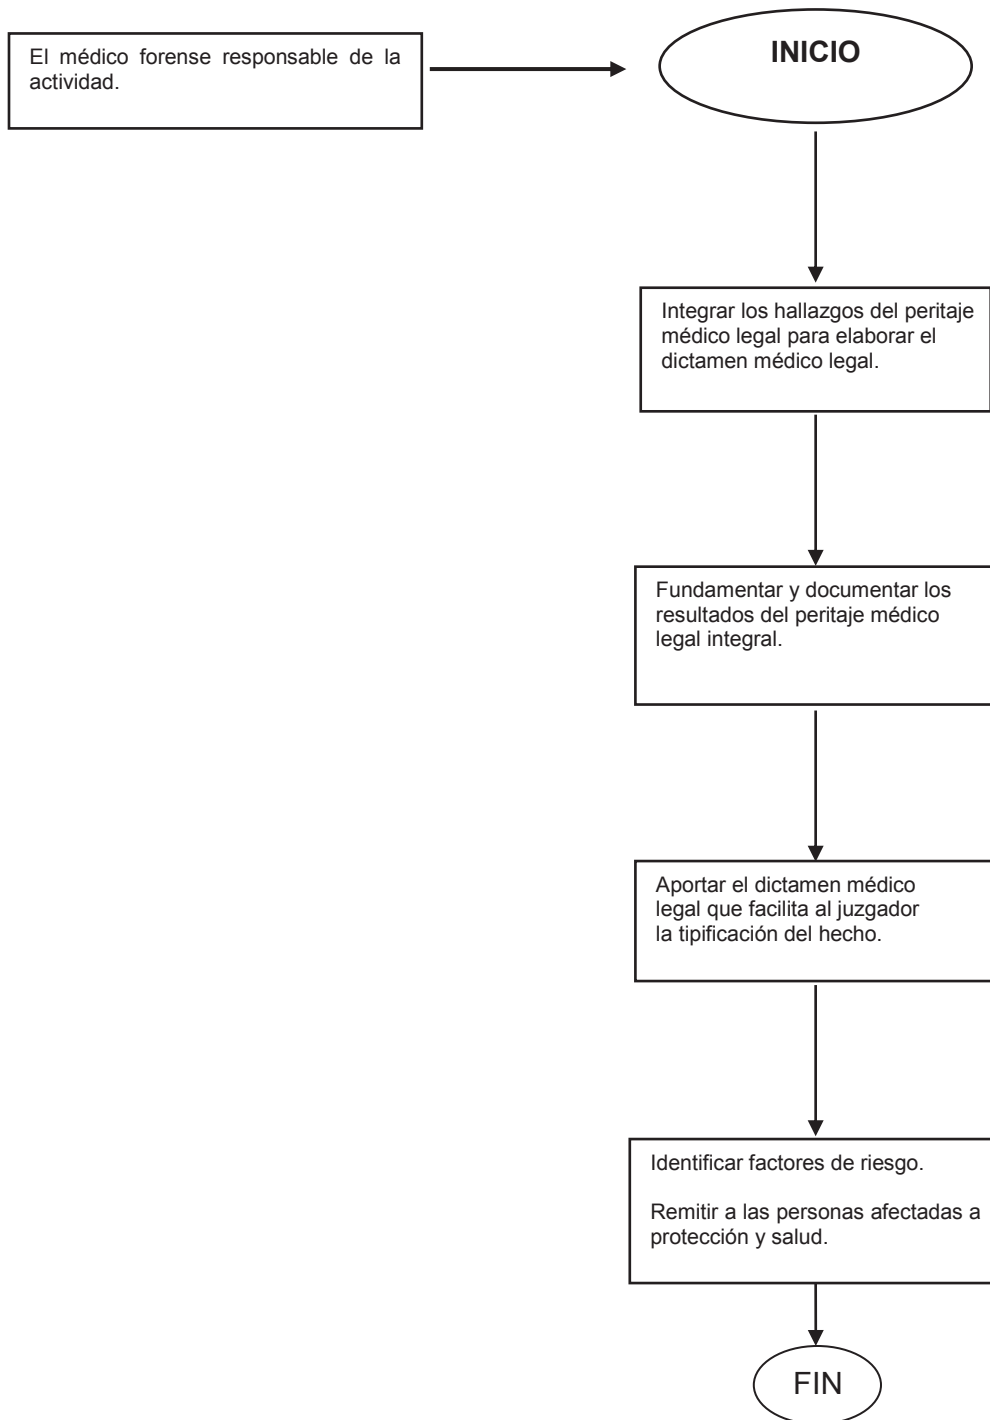 El médico forense responsable de la
actividad.
INICIO
Integrar los hallazgos del peritaje
médico legal para elaborar el
dictamen médico legal.
Fundamentar y documentar los
resultados del peritaje médico
legal integral.
Aportar el dictamen médico
legal que facilita al juzgador
la tipificación del hecho.
Identificar factores de riesgo.
Remitir a las personas afectadas a
protección y salud.
FIN